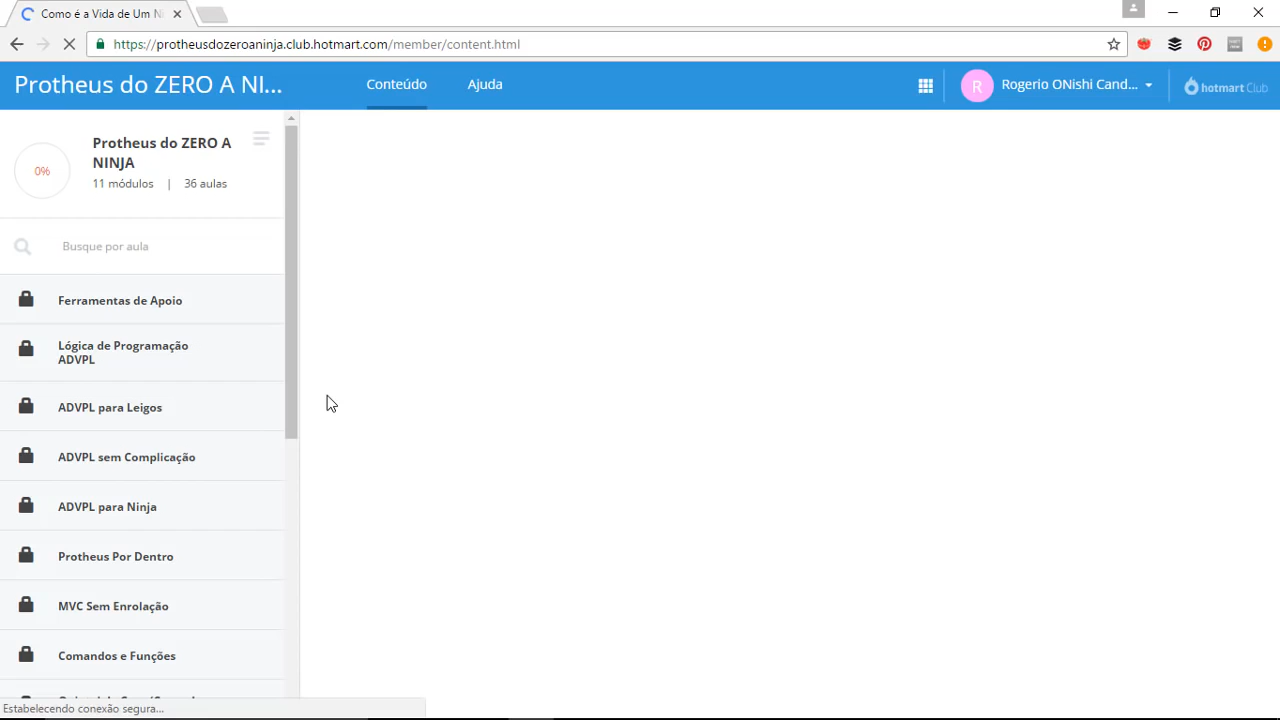 Como é a Vida de Um Ni
https://protheusdozeroaninja.club.hotmart.com/member/content.html
Protheus do ZERO A NI...
Conteúdo
Ajuda
R
Rogerio ONishi Cand...
hotmart Club
0%
Protheus do ZERO A
NINJA
11 módulos | 36 aulas
Busque por aula
Ferramentas de Apoio
Lógica de Programação
ADVPL
ADVPL para Leigos
ADVPL sem Complicação
ADVPL para Ninja
Protheus Por Dentro
MVC Sem Enrolação
Comandos e Funções
Estabelecendo conexão segura...